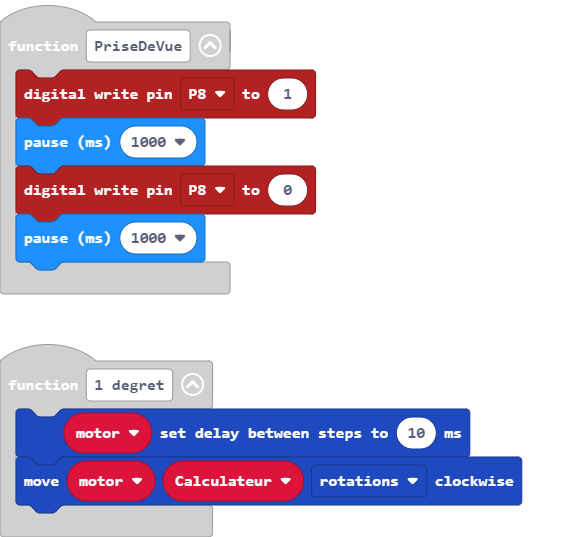 function PriseDeVue
digital write pin P8 to 1
pause (ms) 1000
digital write pin P8 to 0
pause (ms) 1000
function 1 degret
motor set delay between steps to 10 ms
move motor Calculateur rotations clockwise